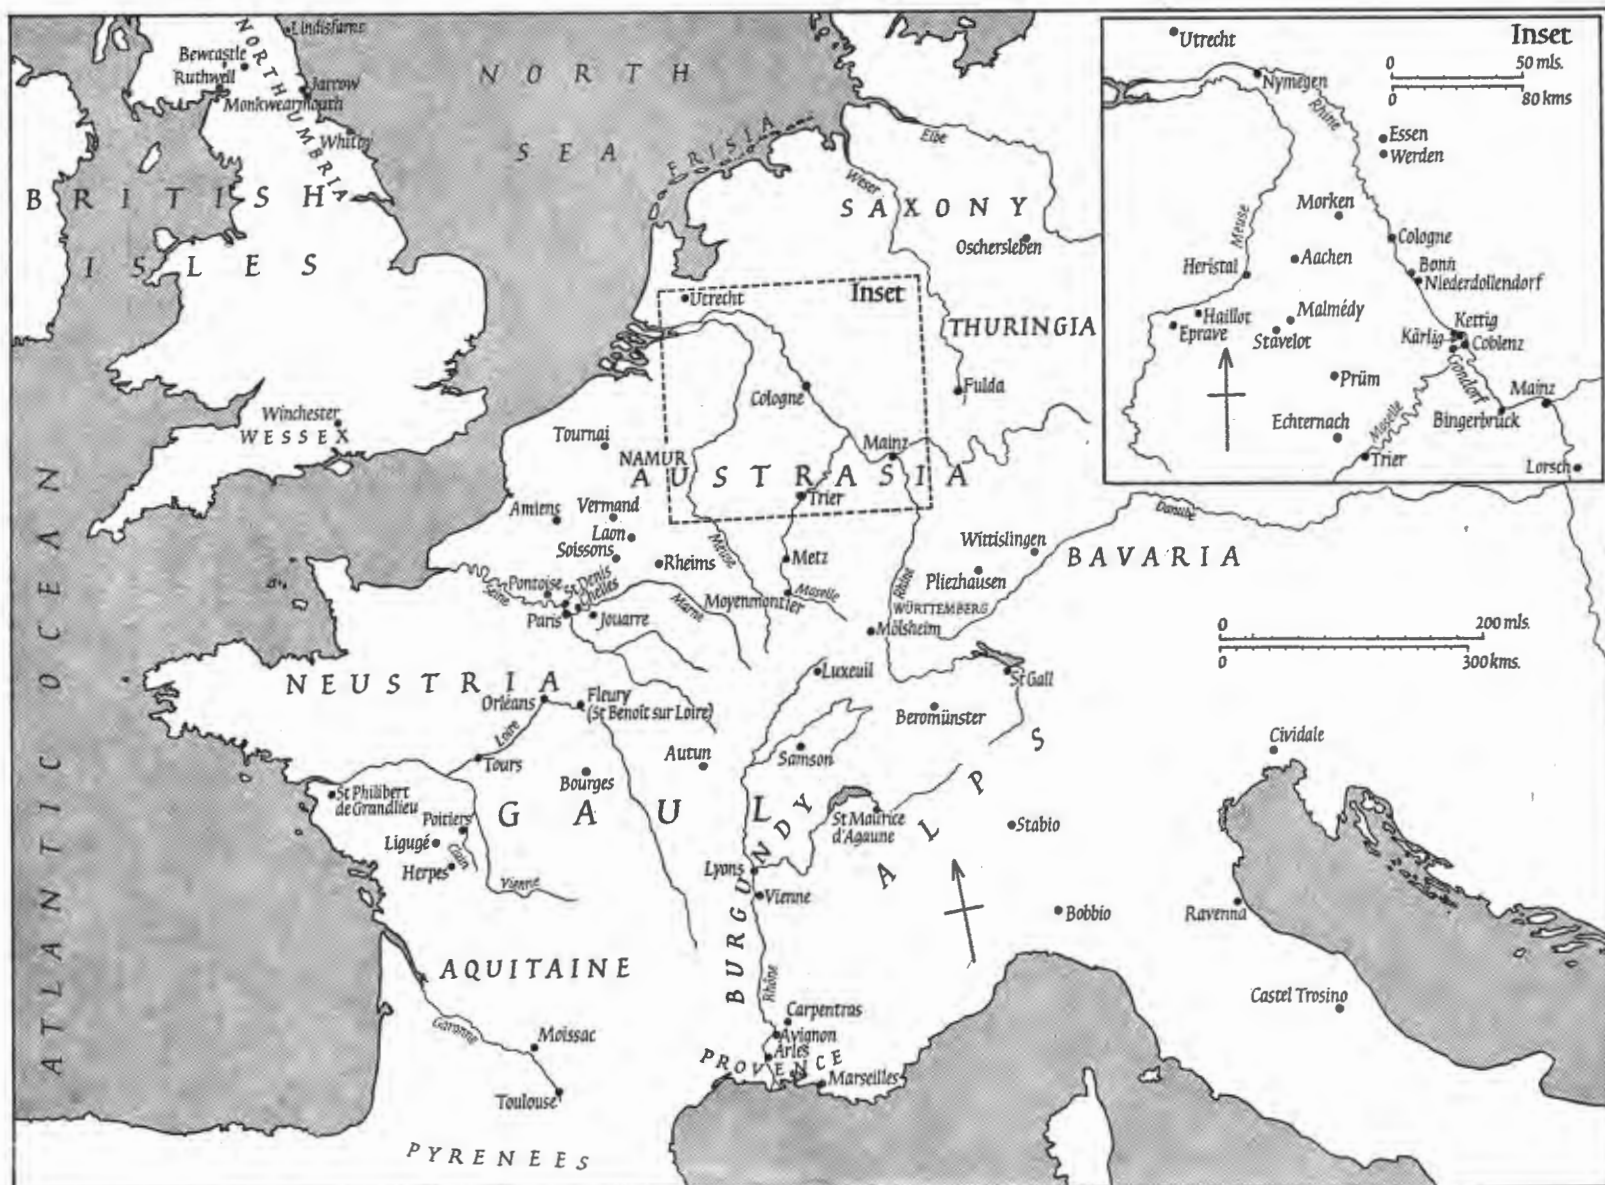 Lindisfarne
NORTHUMBRIA
Bewcastle
Ruthwell
Jarrow
Monkwearmouth
Whitby
NORTH
SEA
FRISIA
BRITISH
ISLES
Elbe
Weser
SAXONY
Oschersleben
Utrecht
Inset
THURINGIA
Cologne
Fulda
Winchester
WESSEX
Tournai
NAMUR
Mainz
AUSTRASIA
Trier
Amiens
Vermand
Laon
Soissons
Rheims
Meuse
Metz
Wittislingen
Danube
BAVARIA
Pliezhausen
Rhine
WÜRTTEMBERG
Pontoise
St Denis
Chelles
Seine
Paris
Jouarre
Marne
Moyenmontier
Moselle
Mölsheim
200 mls.
0
0
300 kms.
ATLANTIC OCEAN
NEUSTRIA
Luxeuil
St Gall
Orléans
Fleury
(St Benoît sur Loire)
Beromünster
Loire
Tours
Autun
Samson
Bourges
Cividale
ALPS
St Philibert
de Grandlieu
GAUL
Poitiers
Ligugé
Clain
Herpes
Vienne
St Maurice
d'Agaune
Stabio
Lyons
Vienne
BURGUNDY
Bobbio
Ravenna
AQUITAINE
Rhône
Castel Trosino
Garonne
Moissac
Carpentras
Avignon
Arles
PROVENCE
Marseilles
Toulouse
PYRENEES
Inset
0 50 mls.
0 80 kms
Utrecht
Nymegen
Rhine
Essen
Werden
Morken
Meuse
Cologne
Aachen
Heristal
Bonn
Niederdollendorf
Haillot
Eprave
Malmédy
Stavelot
Kettig
Kärlig
Coblenz
Gondorf
Prüm
Mainz
Echternach
Moselle
Bingerbrück
Trier
Lorsch